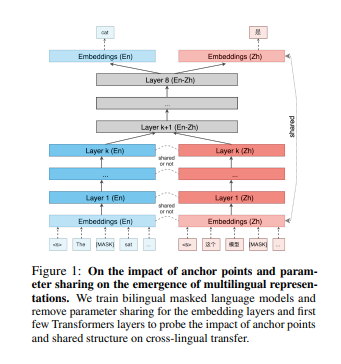 cat 是
Embeddings (En) Embeddings (Zh)
Layer 8 (En-Zh)
...
Layer k+1 (En-Zh)
Layer k (En) shared or not Layer k (Zh)
... ...
Layer 1 (En) shared or not Layer 1 (Zh)
Embeddings (En) Embeddings (Zh)
<s> The [MASK] sat ... <s> 这个 模型 [MASK] ...
shared
Figure 1: On the impact of anchor points and param-
eter sharing on the emergence of multilingual represen-
tations. We train bilingual masked language models and
remove parameter sharing for the embedding layers and first
few Transformers layers to probe the impact of anchor points
and shared structure on cross-lingual transfer.